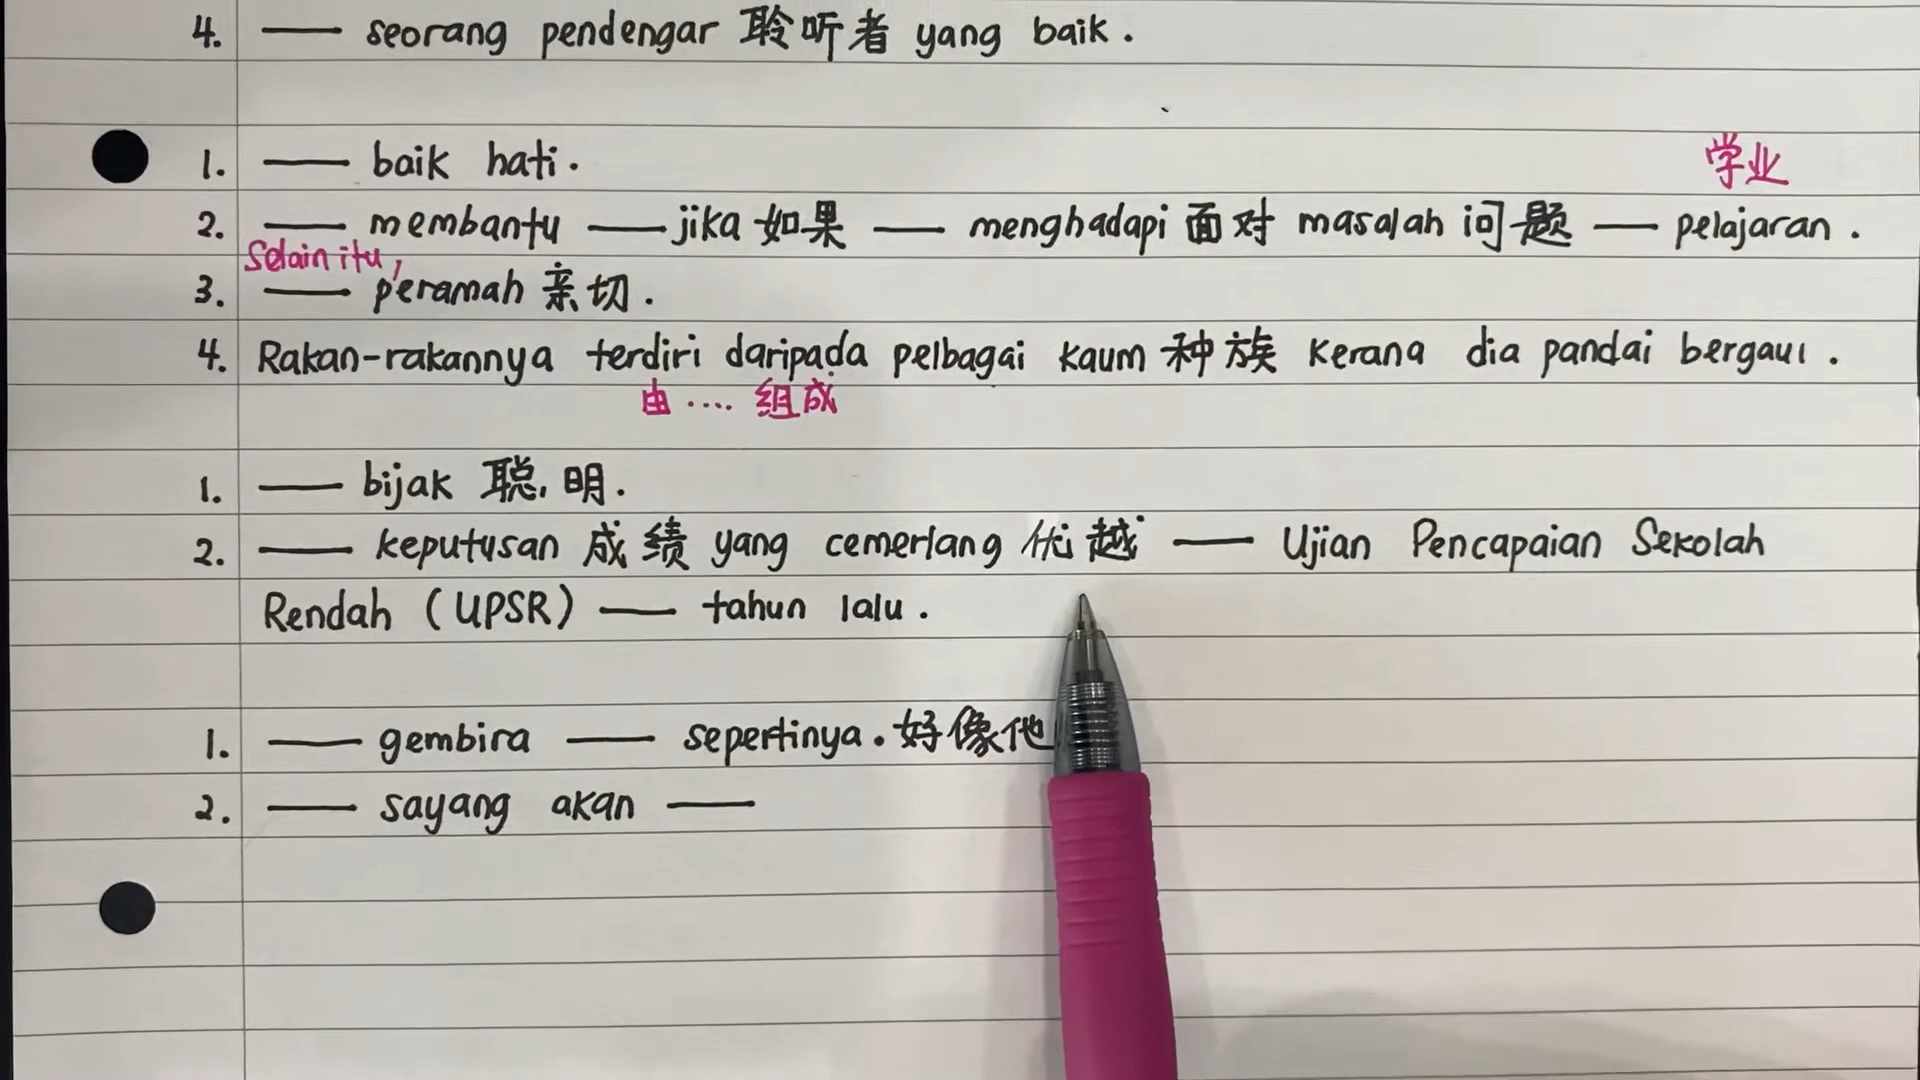 4. — seorang pendengar 聆听者 yang baik.
1. — baik hati.
学业
2. — membantu — jika 如果 — menghadapi 面对 masalah 问题 — pelajaran.
Selain itu,
3. — peramah 亲切.
4. Rakan-rakannya terdiri daripada pelbagai kaum 种族 kerana dia pandai bergaul.
由.... 组成
1. — bijak 聪明.
2. — keputusan 成绩 yang cemerlang 优越 — Ujian Pencapaian Sekolah
Rendah (UPSR) — tahun lalu.
1. — gembira — sepertinya. 好像他
2. — sayang akan —